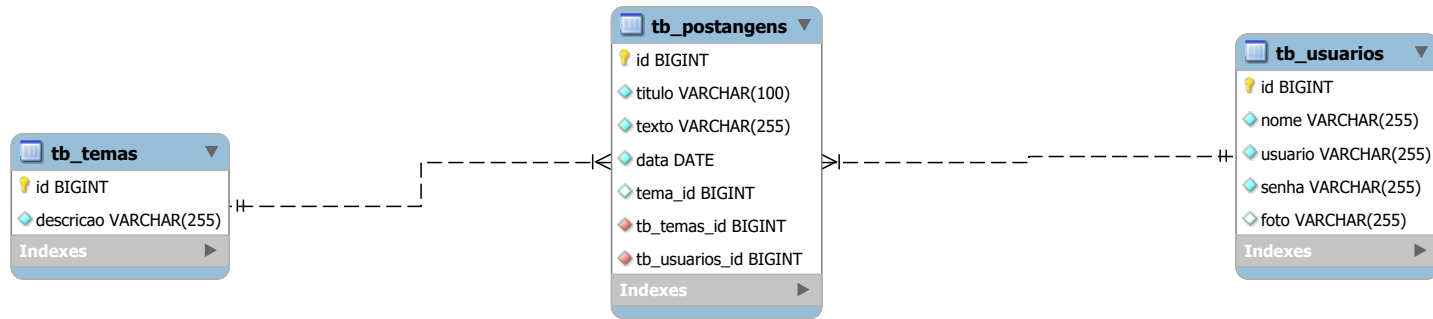 tb_temas
id BIGINT
descricao VARCHAR(255)
Indexes
tb_postangens
id BIGINT
titulo VARCHAR(100)
texto VARCHAR(255)
data DATE
tema_id BIGINT
tb_temas_id BIGINT
tb_usuarios_id BIGINT
Indexes
tb_usuarios
id BIGINT
nome VARCHAR(255)
usuario VARCHAR(255)
senha VARCHAR(255)
foto VARCHAR(255)
Indexes